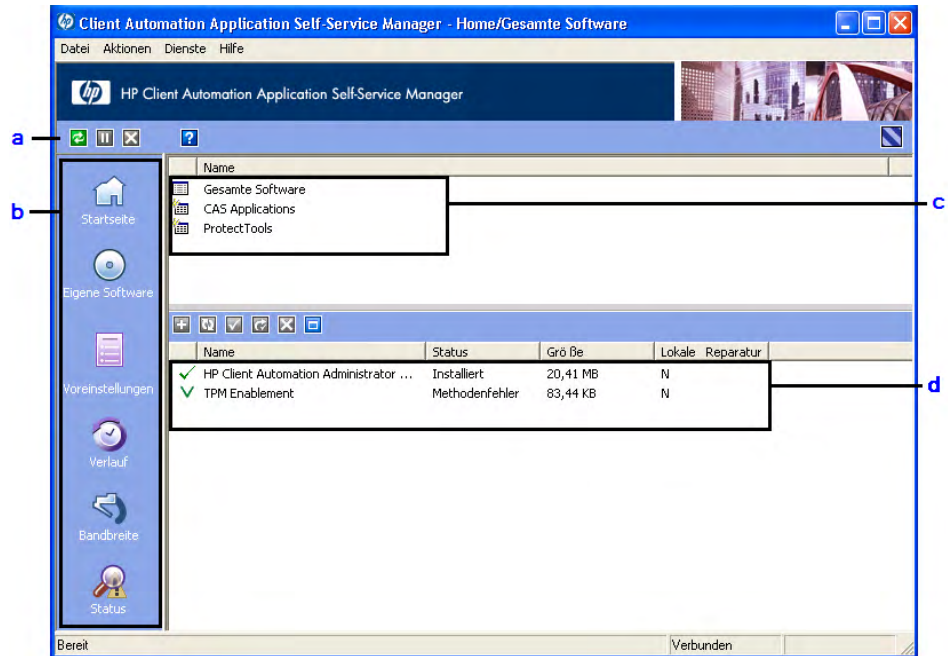 Client Automation Application Self-Service Manager - Home/Gesamte Software
Datei Aktionen Dienste Hilfe
hp HP Client Automation Application Self-Service Manager
a
?
Name
b
Startseite
Gesamte Software
CAS Applications
ProtectTools
c
Eigene Software
Voreinstellungen
Verlauf
Bandbreite
Status
Name Status Grö ße Lokale Reparatur
HP Client Automation Administrator ... Installiert 20,41 MB N
TPM Enablement Methodenfehler 83,44 KB N
d
Bereit Verbunden